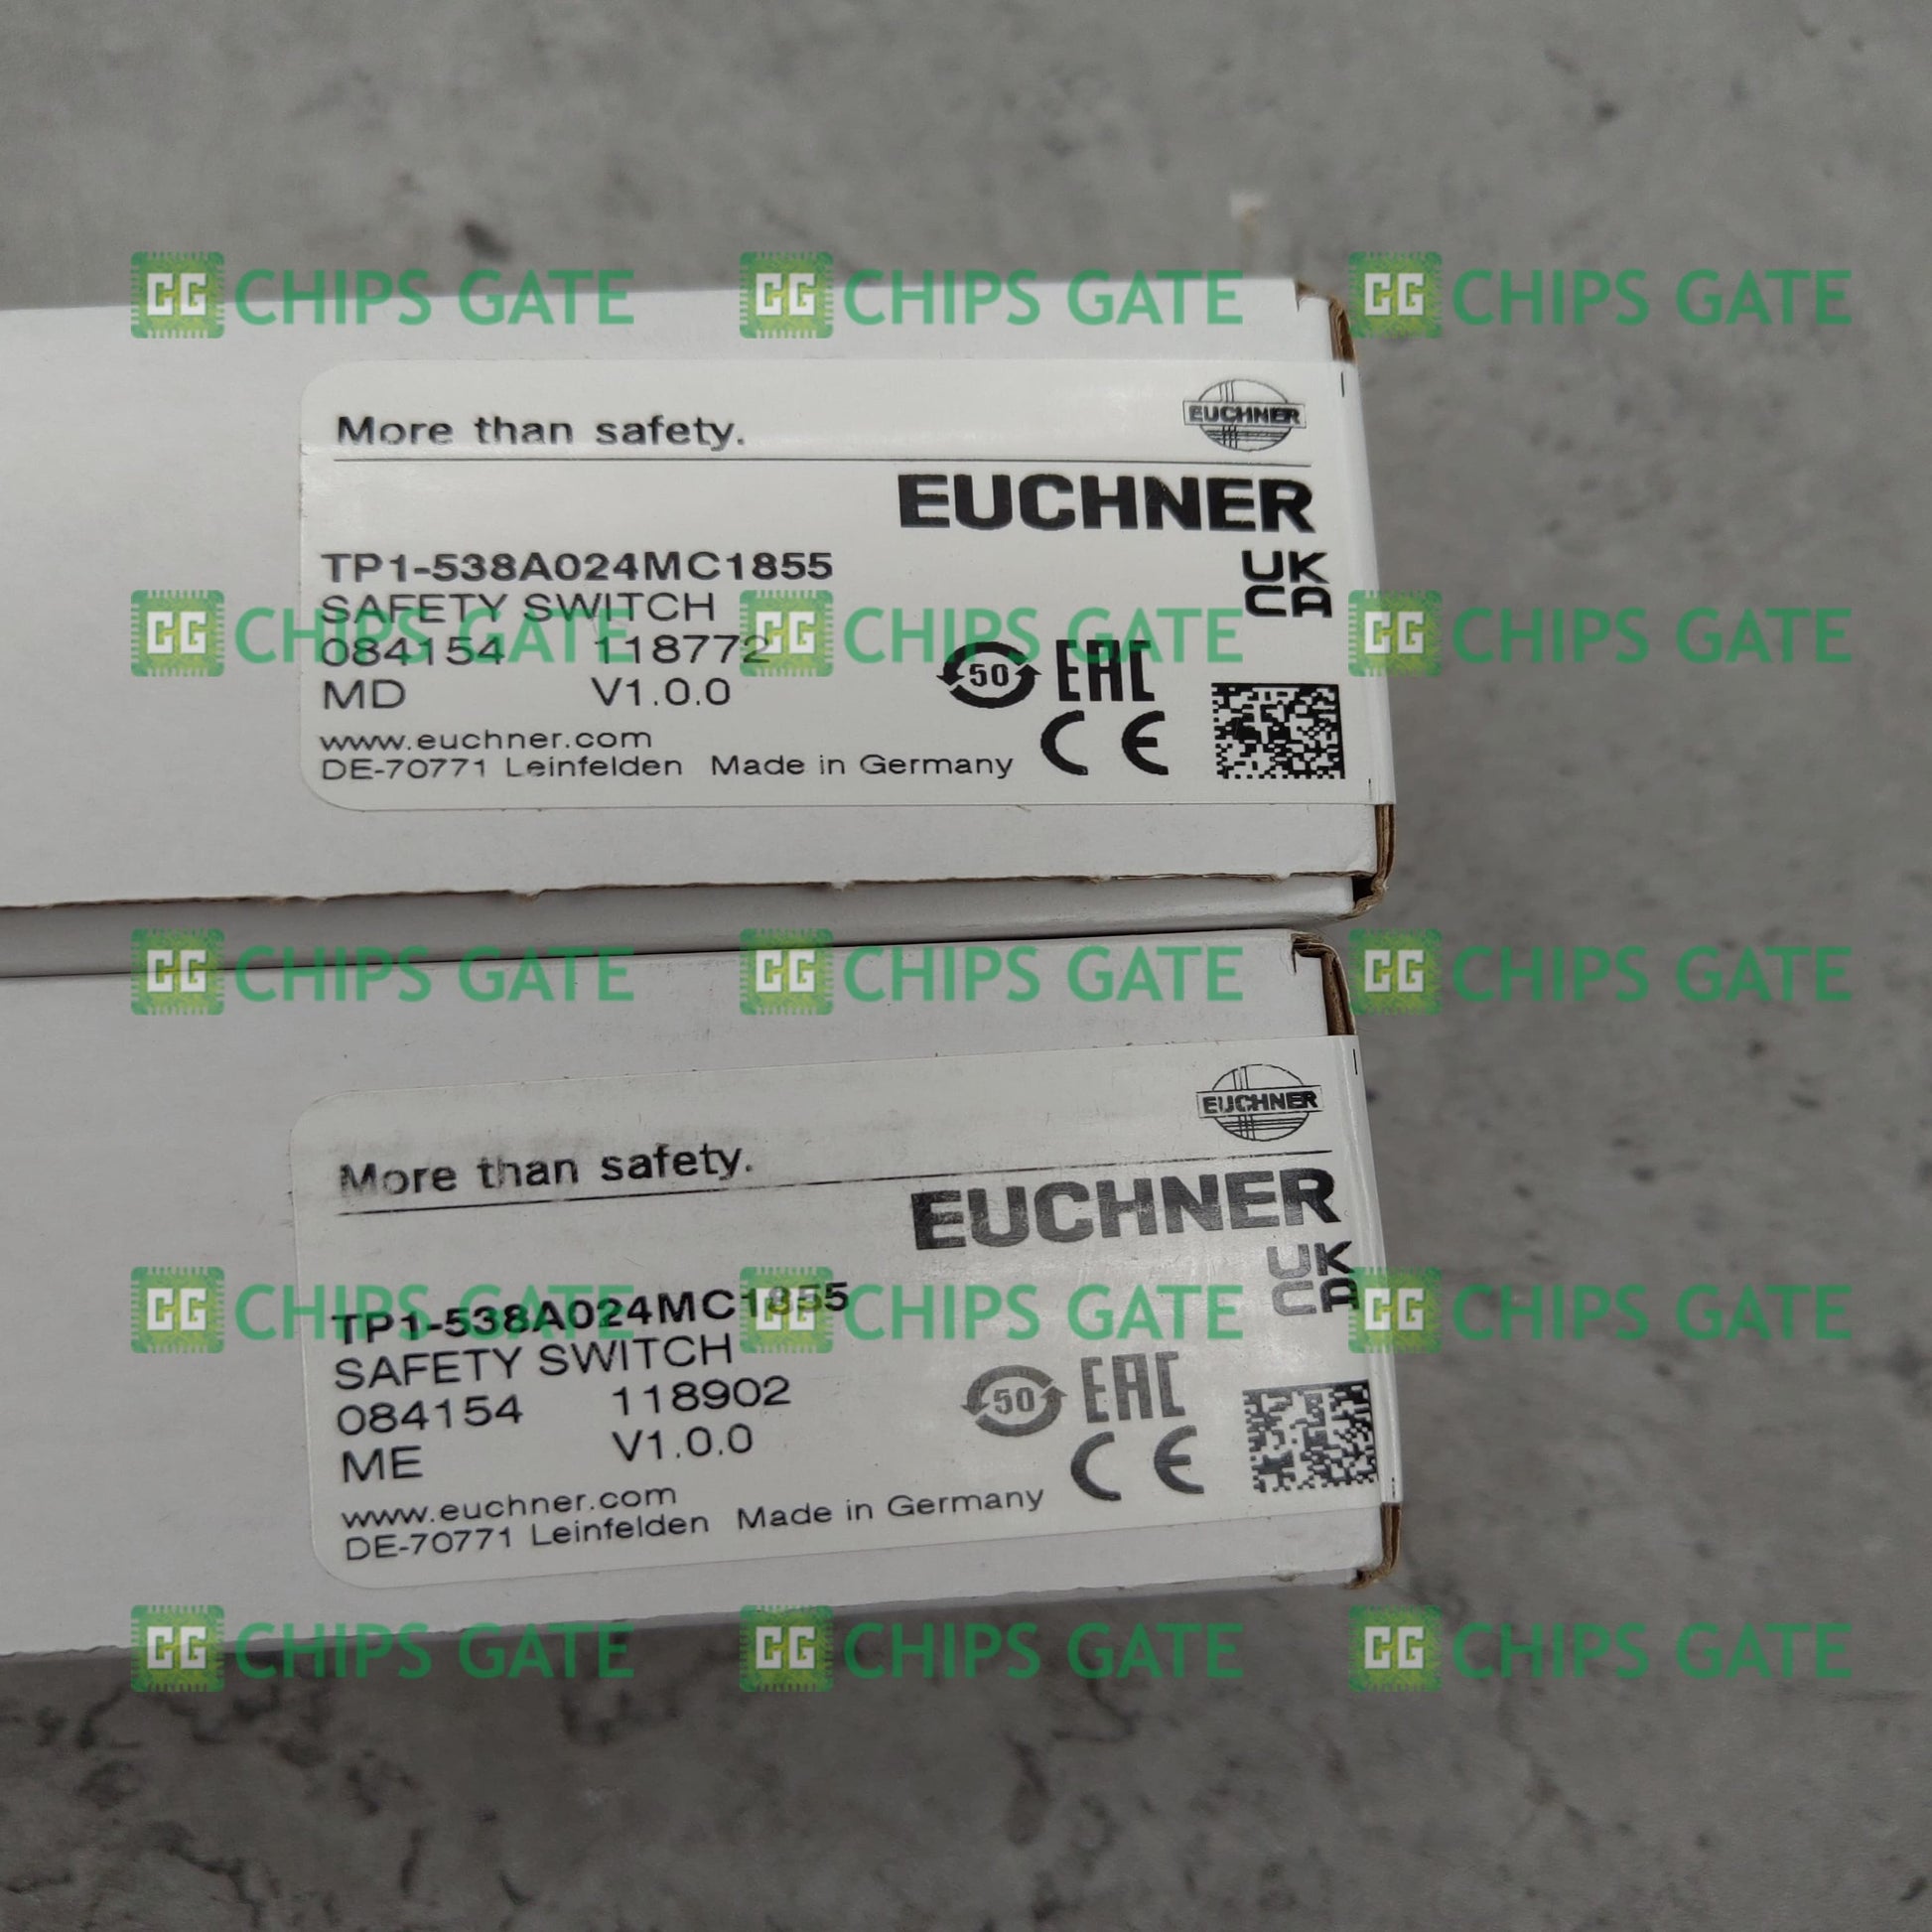 CG CHIPS GATE CG CHIPS GATE CG CHIPS GATE
More than safety.
EUCHNER
EUCHNER
TP1-538A024MC1855
UK
CA
SAFETY SWITCH
CG CHIPS GATE CG CHIPS GATE CG CHIPS GATE
084154 118772
50 EAC
MD V1.0.0
CE
www.euchner.com
DE-70771 Leinfelden Made in Germany
CG CHIPS GATE CG CHIPS GATE CG CHIPS GATE
EUCHNER
More than safety.
EUCHNER
UK
CA
TP1-538A024MC1855
CG CHIPS GATE CG CHIPS GATE CG CHIPS GATE
SAFETY SWITCH
084154 118902
50 EAC
ME V1.0.0
CE
www.euchner.com
DE-70771 Leinfelden Made in Germany
CG CHIPS GATE CG CHIPS GATE CG CHIPS GATE